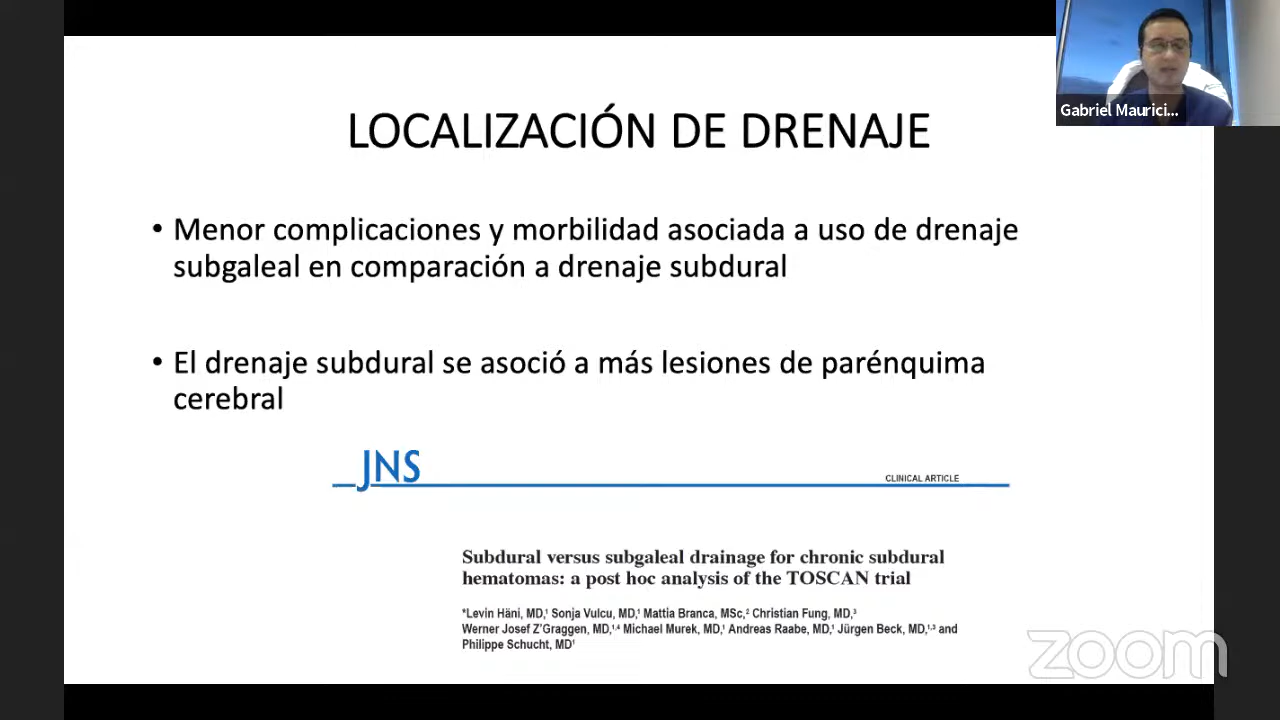 Gabriel Maurici...
LOCALIZACIÓN DE DRENAJE
• Menor complicaciones y morbilidad asociada a uso de drenaje
subgaleal en comparación a drenaje subdural
• El drenaje subdural se asoció a más lesiones de parénquima
cerebral
JNS
CLINICAL ARTICLE
Subdural versus subgaleal drainage for chronic subdural
hematomas: a post hoc analysis of the TOSCAN trial
*Levin Häni, MD,¹ Sonja Vulcu, MD,¹ Mattia Branca, MSc,² Christian Fung, MD,³
Werner Josef Z'Graggen, MD,¹,⁴ Michael Murek, MD,¹ Andreas Raabe, MD,¹ Jürgen Beck, MD,¹,³ and
Philippe Schucht, MD¹
zoom